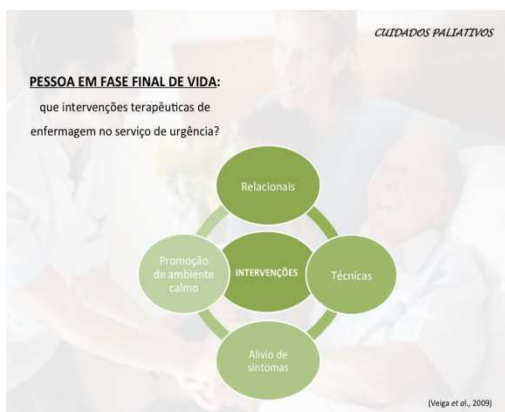 CUIDADOS PALIATIVOS
PESSOA EM FASE FINAL DE VIDA:
que intervenções terapêuticas de
enfermagem no serviço de urgência?
Relacionais
Promoção
de ambiente
calmo
INTERVENÇÕES
Técnicas
Alivio de
sintomas
(Veiga et al., 2009)